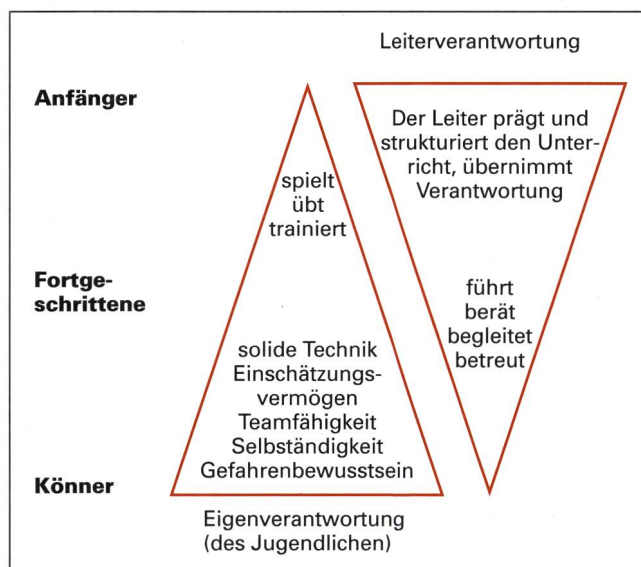 Leiterverantwortung
Anfänger
Der Leiter prägt und
strukturiert den Unter-
richt, übernimmt
Verantwortung
spielt
übt
trainiert
Fortge-
schrittene
führt
berät
begleitet
betreut
solide Technik
Einschätzungs-
vermögen
Teamfähigkeit
Selbständigkeit
Gefahrenbewusstsein
Könner
Eigenverantwortung
(des Jugendlichen)